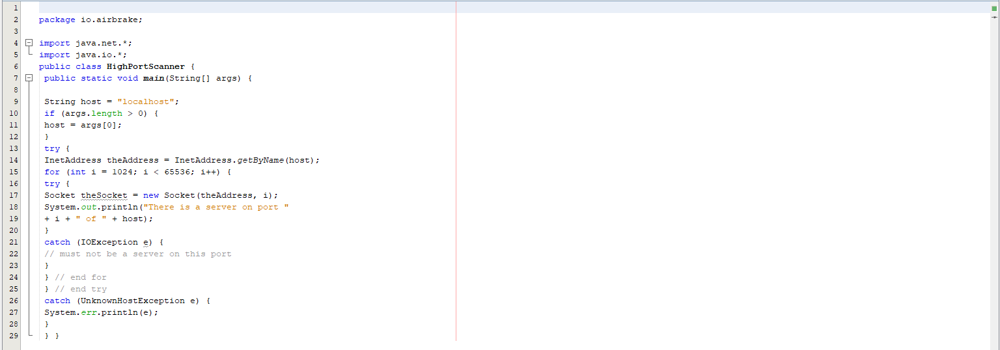 1
2 package io.airbrake;
3
4 import java.net.*;
5 import java.io.*;
6 public class HighPortScanner {
7 public static void main(String[] args) {
8
9 String host = "localhost";
10 if (args.length > 0) {
11 host = args[0];
12 }
13 try {
14 InetAddress theAddress = InetAddress.getByName(host);
15 for (int i = 1024; i < 65536; i++) {
16 try {
17 Socket theSocket = new Socket(theAddress, i);
18 System.out.println("There is a server on port "
19 + i + " of " + host);
20 }
21 catch (IOException e) {
22 // must not be a server on this port
23 }
24 } // end for
25 } // end try
26 catch (UnknownHostException e) {
27 System.err.println(e);
28 }
29 } }